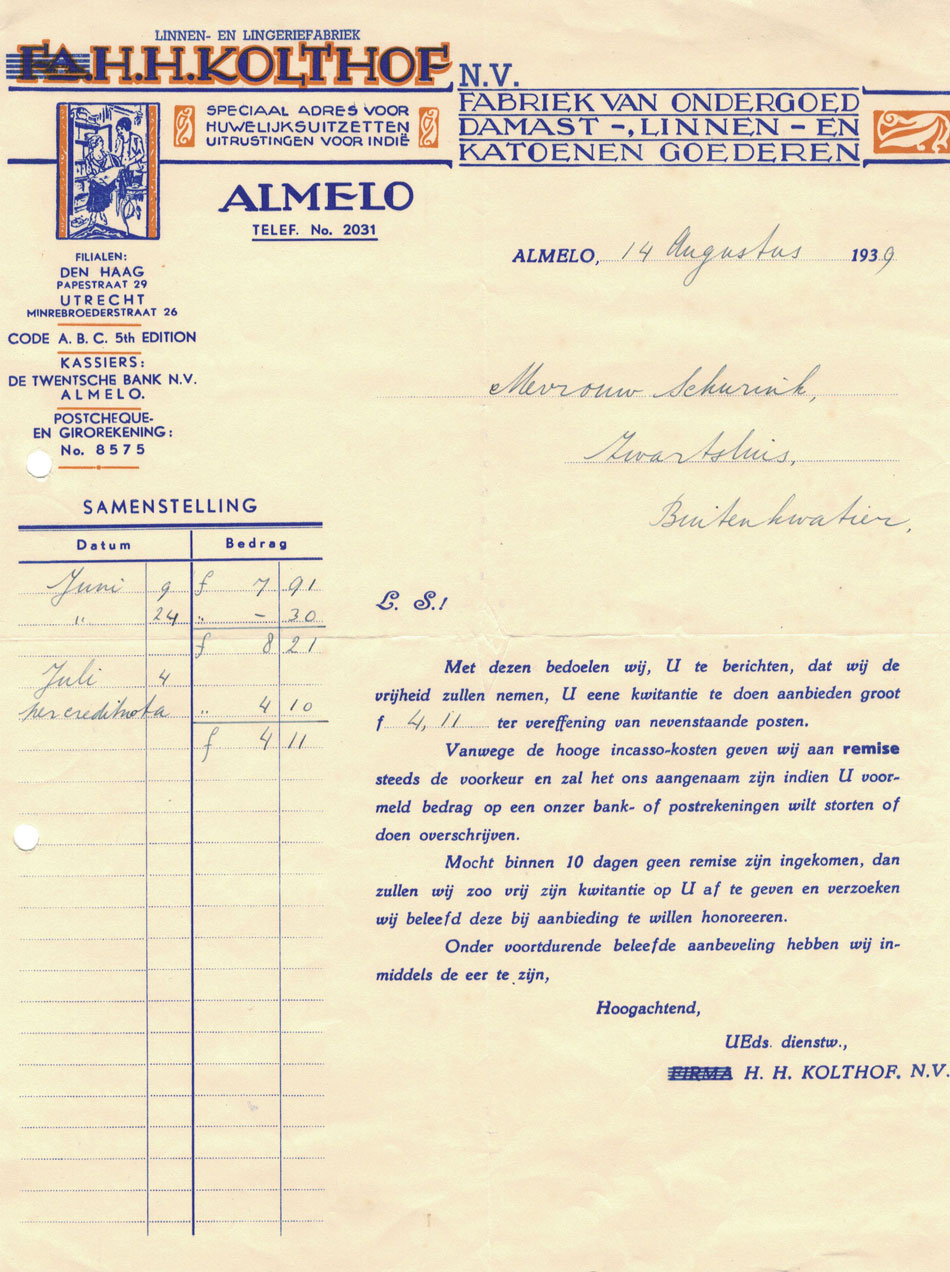 LINNEN- EN LINGERIEFABRIEK
FA. H.H. KOLTHOF N.V.
SPECIAAL ADRES VOOR
HUWELIJKSUITZETTEN
UITRUSTINGEN VOOR INDIË
FABRIEK VAN ONDERGOED
DAMAST-, LINNEN- EN
KATOENEN GOEDEREN
ALMELO
TELEF. No. 2031
FILIALEN:
DEN HAAG
PAPESTRAAT 29
UTRECHT
MINREBROEDERSTRAAT 26
CODE A. B. C. 5th EDITION
KASSIERS:
DE TWENTSCHE BANK N.V.
ALMELO.
POSTCHEQUE-
EN GIROREKENING:
No. 8575
ALMELO, 14 Augustus 1939
Mevrouw Schurink,
Zwartsluis,
Buitenkwatier,
SAMENSTELLING
Datum Bedrag
Juni 9 f 7 91
" 24 " - 30
f 8 21
Juli 4
per creditnota " 4 10
f 4 11
L. S.!
Met dezen bedoelen wij, U te berichten, dat wij de
vrijheid zullen nemen, U eene kwitantie te doen aanbieden groot
f 4,11 ter vereffening van nevenstaande posten.
Vanwege de hooge incasso-kosten geven wij aan remise
steeds de voorkeur en zal het ons aangenaam zijn indien U voor-
meld bedrag op een onzer bank- of postrekeningen wilt storten of
doen overschrijven.
Mocht binnen 10 dagen geen remise zijn ingekomen, dan
zullen wij zoo vrij zijn kwitantie op U af te geven en verzoeken
wij beleefd deze bij aanbieding te willen honoreeren.
Onder voortdurende beleefde aanbeveling hebben wij in-
middels de eer te zijn,
Hoogachtend,
UEds. dienstw.,
FIRMA H. H. KOLTHOF, N.V.